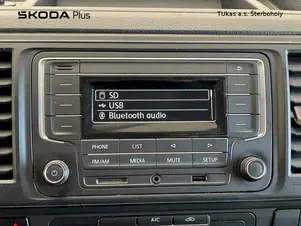 ŠKODA Plus
Tukas a.s. Štěrboholy
SD
USB
Bluetooth audio
PHONE LIST
FM/AM MEDIA MUTE SETUP
A/C